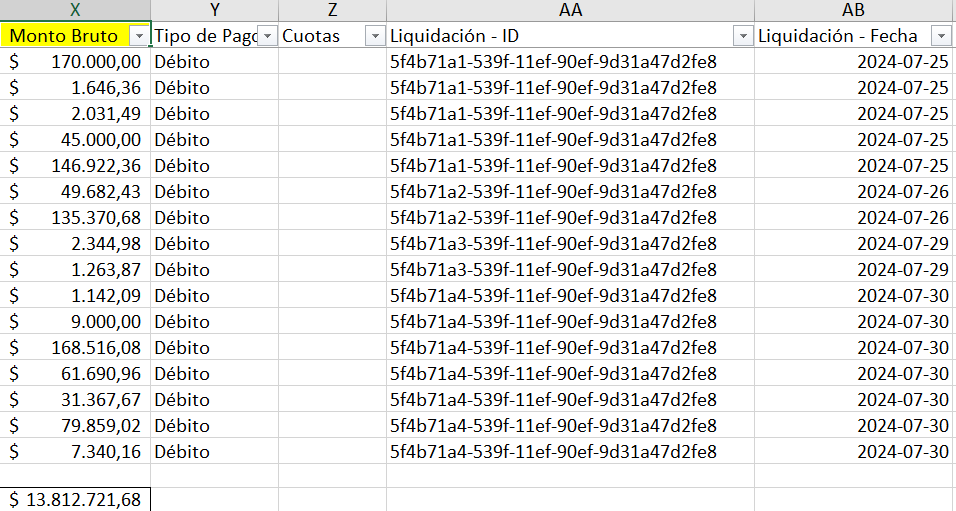 X Y Z AA AB
Monto Bruto Tipo de Pago Cuotas Liquidación - ID Liquidación - Fecha
$ 170.000,00 Débito 5f4b71a1-539f-11ef-90ef-9d31a47d2fe8 2024-07-25
$ 1.646,36 Débito 5f4b71a1-539f-11ef-90ef-9d31a47d2fe8 2024-07-25
$ 2.031,49 Débito 5f4b71a1-539f-11ef-90ef-9d31a47d2fe8 2024-07-25
$ 45.000,00 Débito 5f4b71a1-539f-11ef-90ef-9d31a47d2fe8 2024-07-25
$ 146.922,36 Débito 5f4b71a1-539f-11ef-90ef-9d31a47d2fe8 2024-07-25
$ 49.682,43 Débito 5f4b71a2-539f-11ef-90ef-9d31a47d2fe8 2024-07-26
$ 135.370,68 Débito 5f4b71a2-539f-11ef-90ef-9d31a47d2fe8 2024-07-26
$ 2.344,98 Débito 5f4b71a3-539f-11ef-90ef-9d31a47d2fe8 2024-07-29
$ 1.263,87 Débito 5f4b71a3-539f-11ef-90ef-9d31a47d2fe8 2024-07-29
$ 1.142,09 Débito 5f4b71a4-539f-11ef-90ef-9d31a47d2fe8 2024-07-30
$ 9.000,00 Débito 5f4b71a4-539f-11ef-90ef-9d31a47d2fe8 2024-07-30
$ 168.516,08 Débito 5f4b71a4-539f-11ef-90ef-9d31a47d2fe8 2024-07-30
$ 61.690,96 Débito 5f4b71a4-539f-11ef-90ef-9d31a47d2fe8 2024-07-30
$ 31.367,67 Débito 5f4b71a4-539f-11ef-90ef-9d31a47d2fe8 2024-07-30
$ 79.859,02 Débito 5f4b71a4-539f-11ef-90ef-9d31a47d2fe8 2024-07-30
$ 7.340,16 Débito 5f4b71a4-539f-11ef-90ef-9d31a47d2fe8 2024-07-30
$ 13.812.721,68